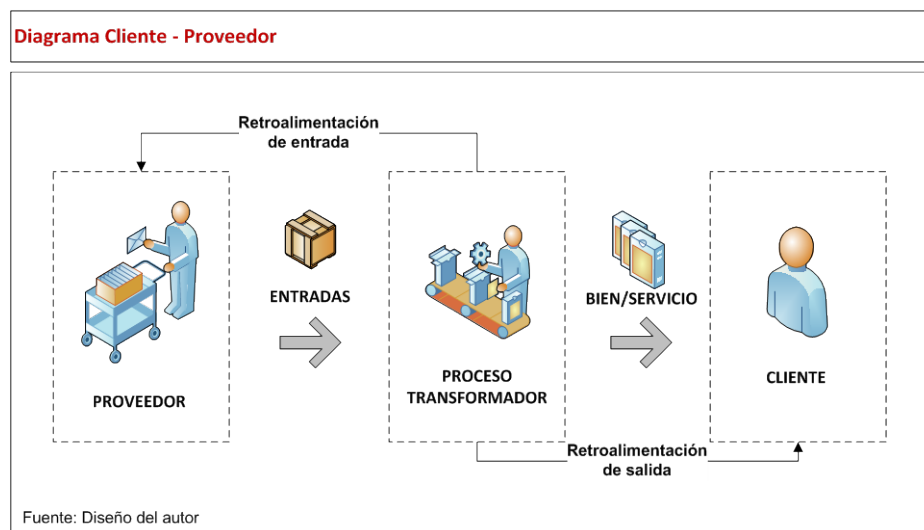 Diagrama Cliente - Proveedor
Retroalimentación
de entrada
ENTRADAS
BIEN/SERVICIO
PROVEEDOR
PROCESO
TRANSFORMADOR
CLIENTE
Retroalimentación
de salida
Fuente: Diseño del autor